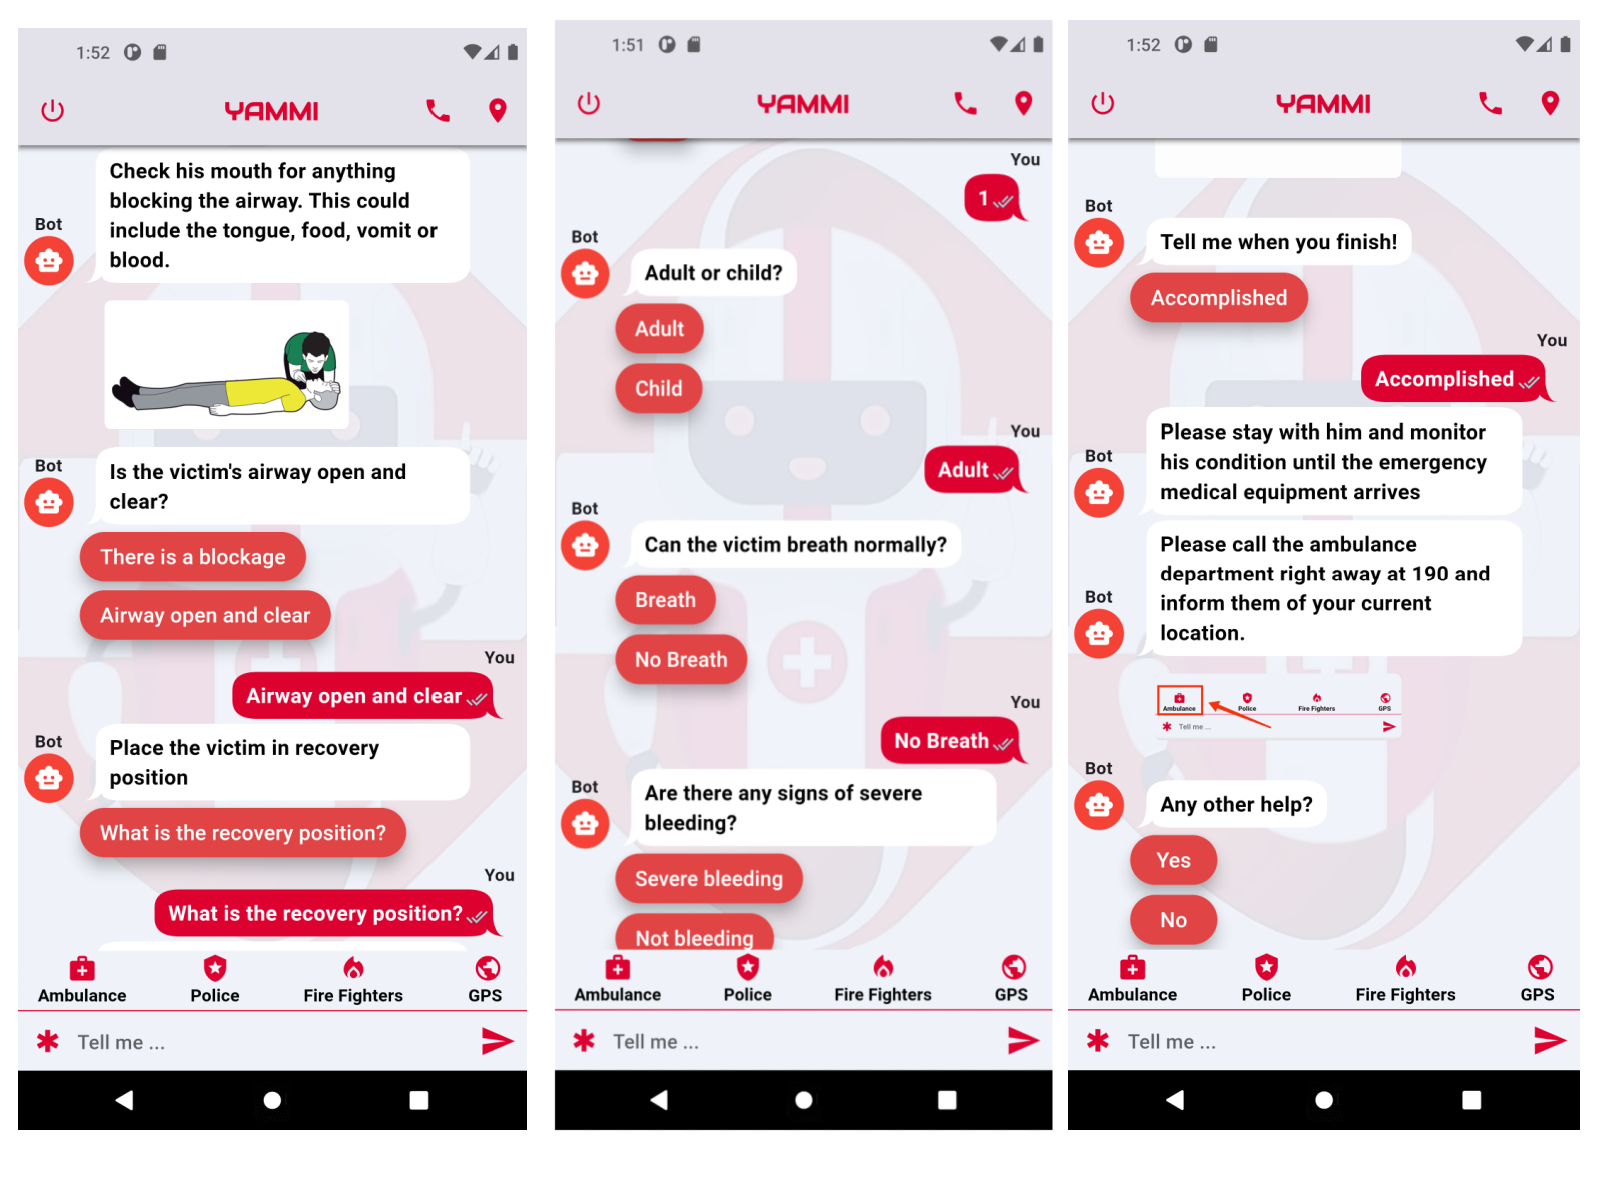 1:52
YAMMI
Check his mouth for anything
blocking the airway. This could
include the tongue, food, vomit or
blood.
Bot
Bot
Is the victim's airway open and
clear?
There is a blockage
Airway open and clear
You
Airway open and clear
Bot
Place the victim in recovery
position
What is the recovery position?
You
What is the recovery position?
Ambulance
Police
Fire Fighters
GPS
Tell me ...
1:51
YAMMI
You
1
Bot
Adult or child?
Adult
Child
You
Adult
Bot
Can the victim breath normally?
Breath
No Breath
You
No Breath
Bot
Are there any signs of severe
bleeding?
Severe bleeding
Not bleeding
Ambulance
Police
Fire Fighters
GPS
Tell me ...
1:52
YAMMI
Bot
Tell me when you finish!
Accomplished
You
Accomplished
Bot
Please stay with him and monitor
his condition until the emergency
medical equipment arrives
Bot
Please call the ambulance
department right away at 190 and
inform them of your current
location.
Ambulance
Police
Fire Fighters
GPS
Tell me ...
Bot
Any other help?
Yes
No
Ambulance
Police
Fire Fighters
GPS
Tell me ...